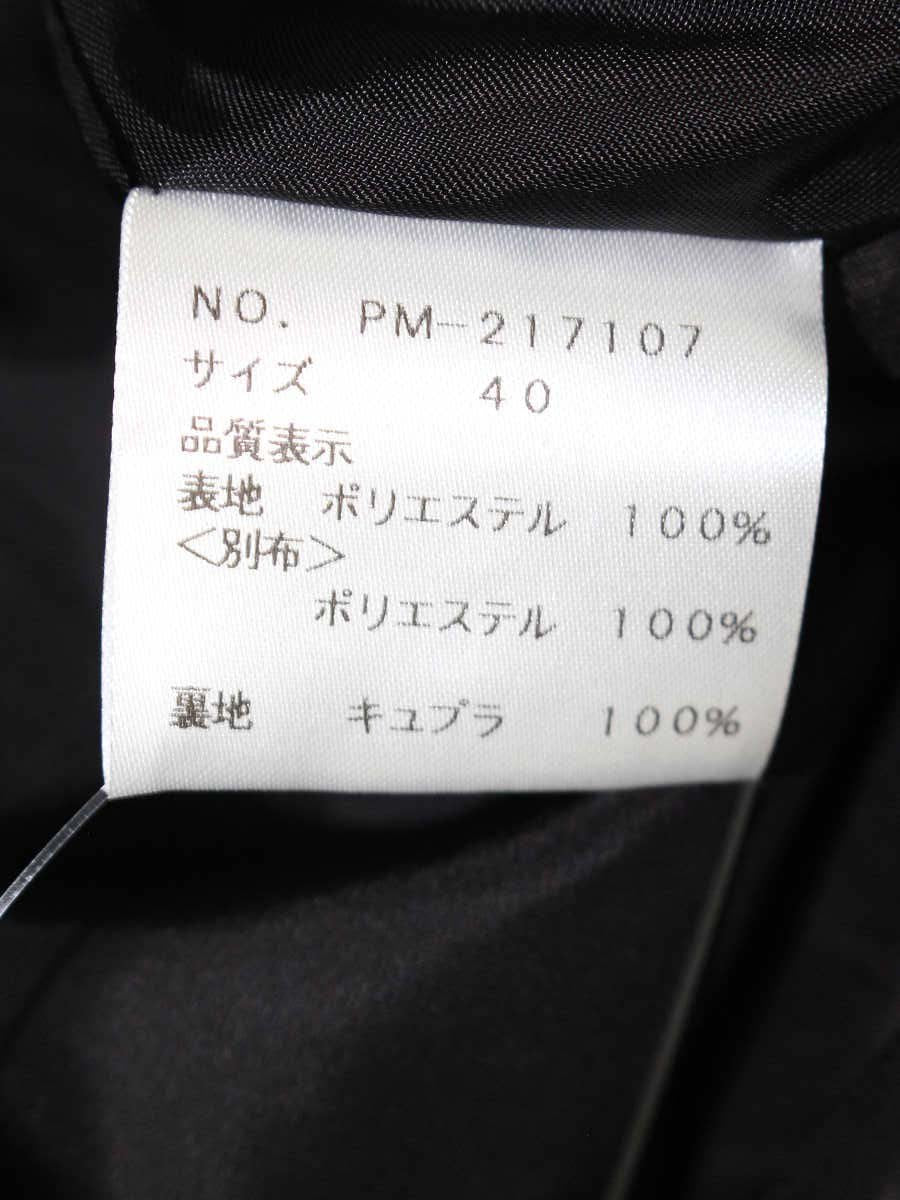 NO. PM-217107
サイズ 40
品質表示
表地 ポリエステル 100%
<別布>
ポリエステル 100%
裏地 キュプラ 100%